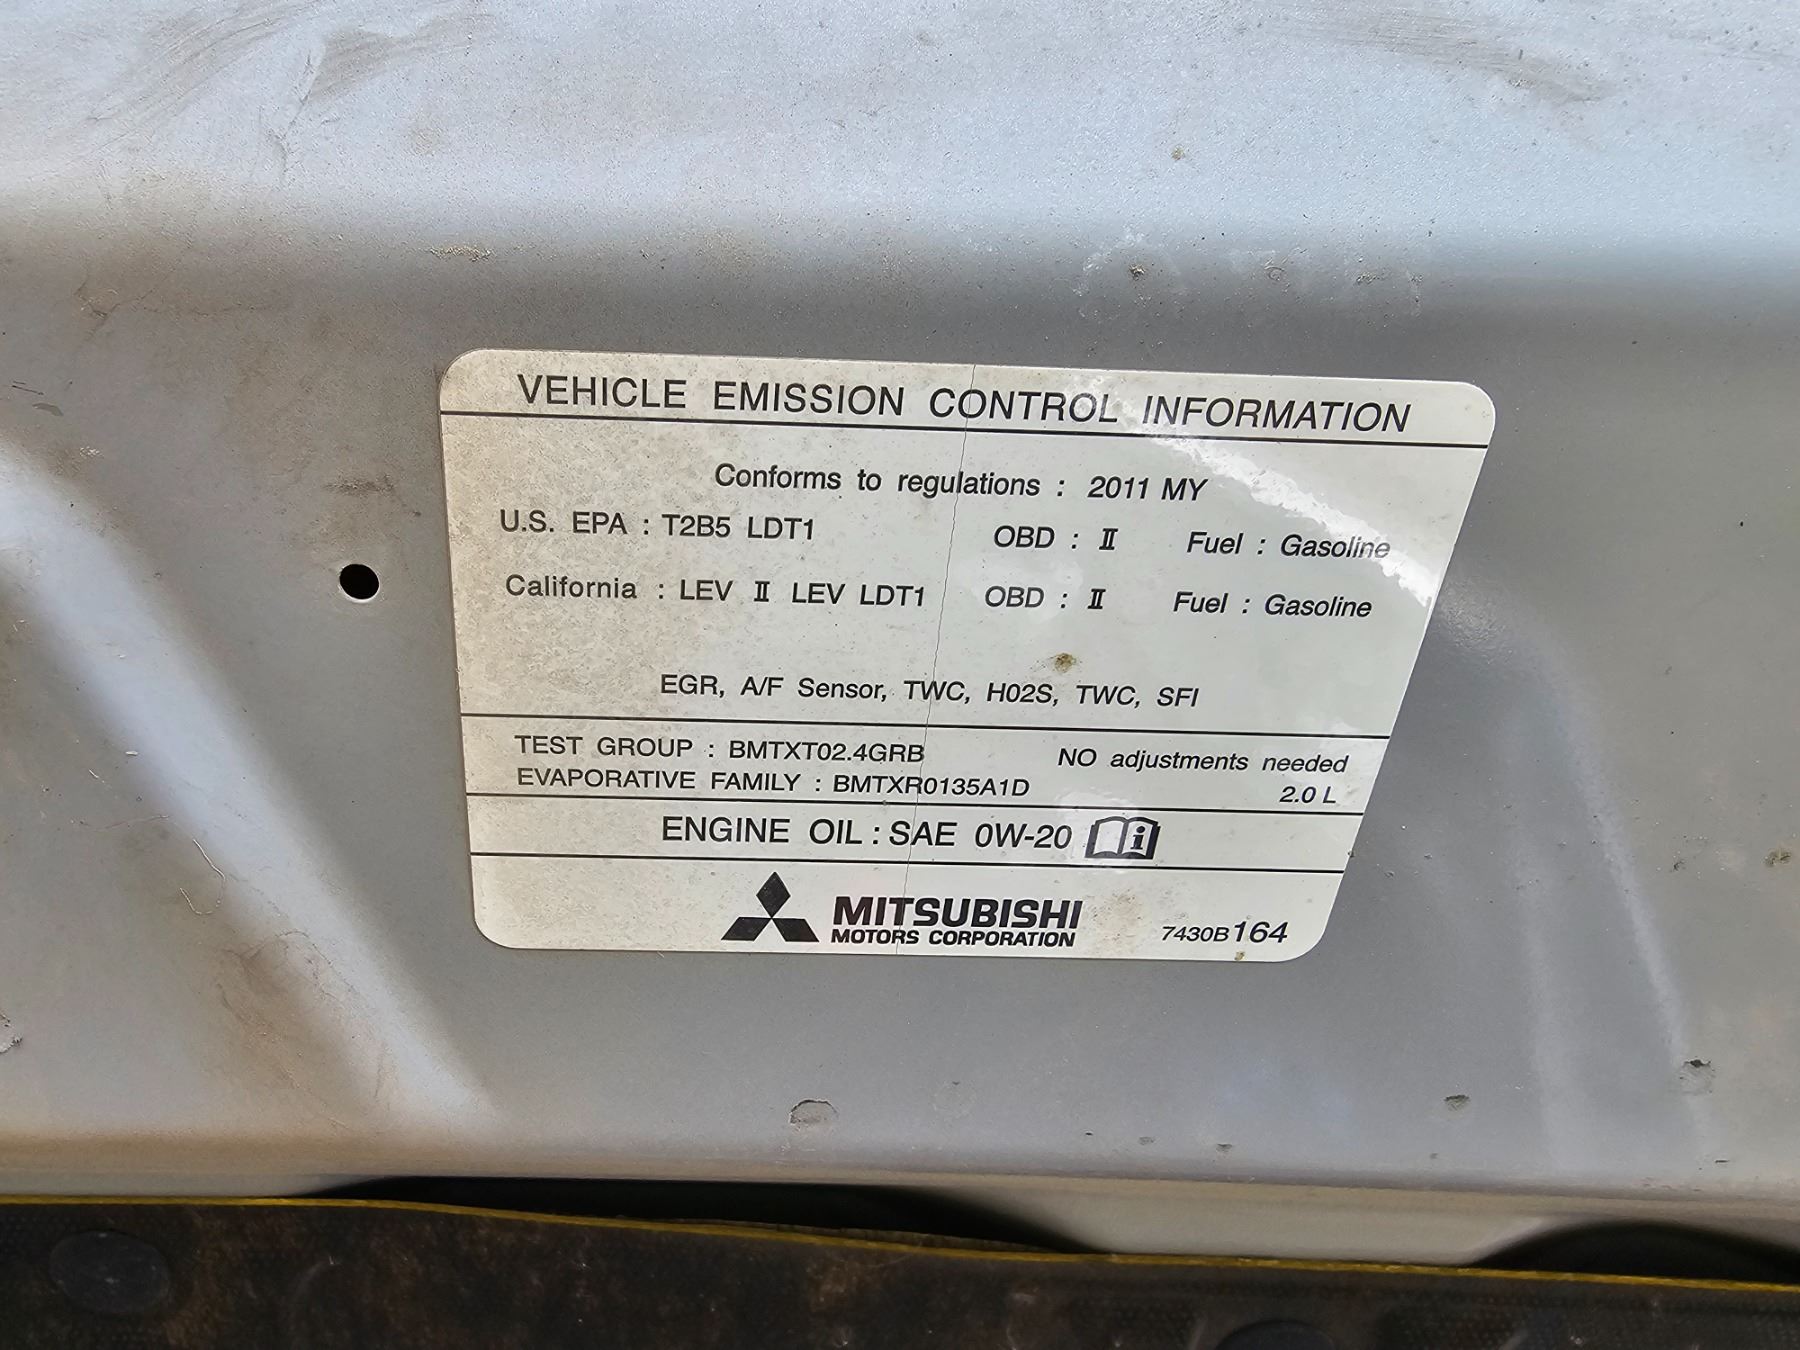 VEHICLE EMISSION CONTROL INFORMATION
Conforms to regulations : 2011 MY
U.S. EPA : T2B5 LDT1 OBD : II Fuel : Gasoline
California : LEV II LEV LDT1 OBD : II Fuel : Gasoline
EGR, A/F Sensor, TWC, H02S, TWC, SFI
TEST GROUP : BMTXT02.4GRB NO adjustments needed
EVAPORATIVE FAMILY : BMTXR0135A1D 2.0 L
ENGINE OIL : SAE 0W-20 i
MITSUBISHI
MOTORS CORPORATION 7430B164